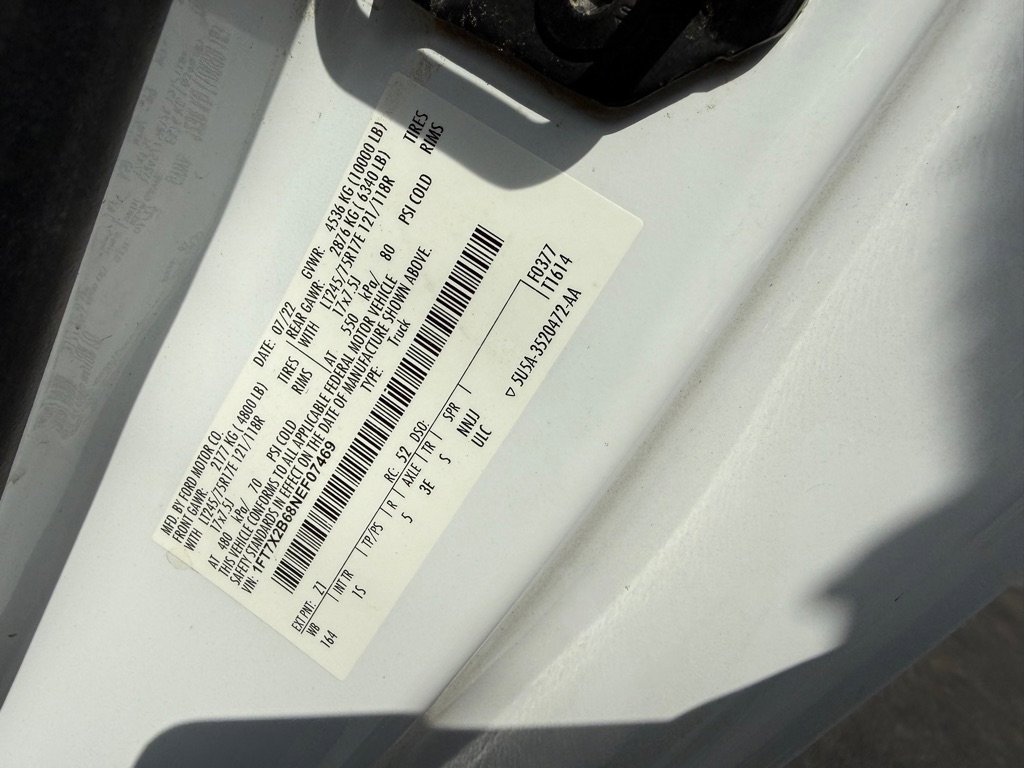 MFD. BY FORD MOTOR CO.
DATE: 07/22 GVWR: 4536 KG (10000 LB)
FRONT GAWR: 2177 KG ( 4800 LB) REAR GAWR: 2876 KG ( 6340 LB)
WITH LT245/75R17E 121/118R TIRES WITH LT245/75R17E 121/118R TIRES
17x7.5J RIMS 17x7.5J RIMS
AT 480 kPa/ 70 PSI COLD AT 550 kPa/ 80 PSI COLD
THIS VEHICLE CONFORMS TO ALL APPLICABLE FEDERAL MOTOR VEHICLE
SAFETY STANDARDS IN EFFECT ON THE DATE OF MANUFACTURE SHOWN ABOVE.
VIN: 1FT7X2B68NEF07469 TYPE: Truck
EXT PNT: Z1 RC: 52 DSO: F0377
WB INT TR TP/PS R AXLE TR SPR T1614
164 1S 5 3E S NNJJ
ULC 5U5A-3520472-AA